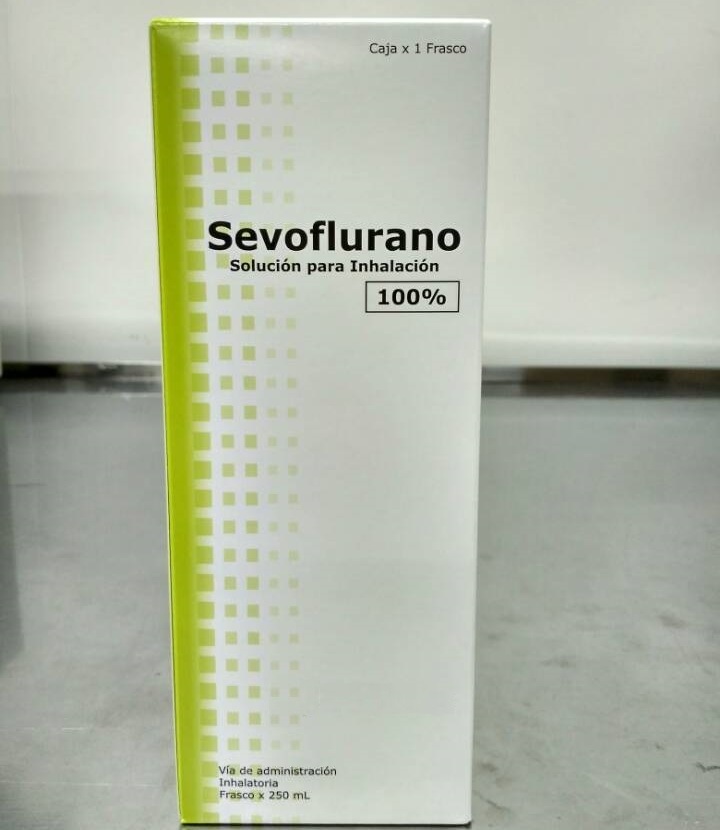 Caja x 1 Frasco
Sevoflurano
Solución para Inhalación
100%
Vía de administración
Inhalatoria
Frasco x 250 mL